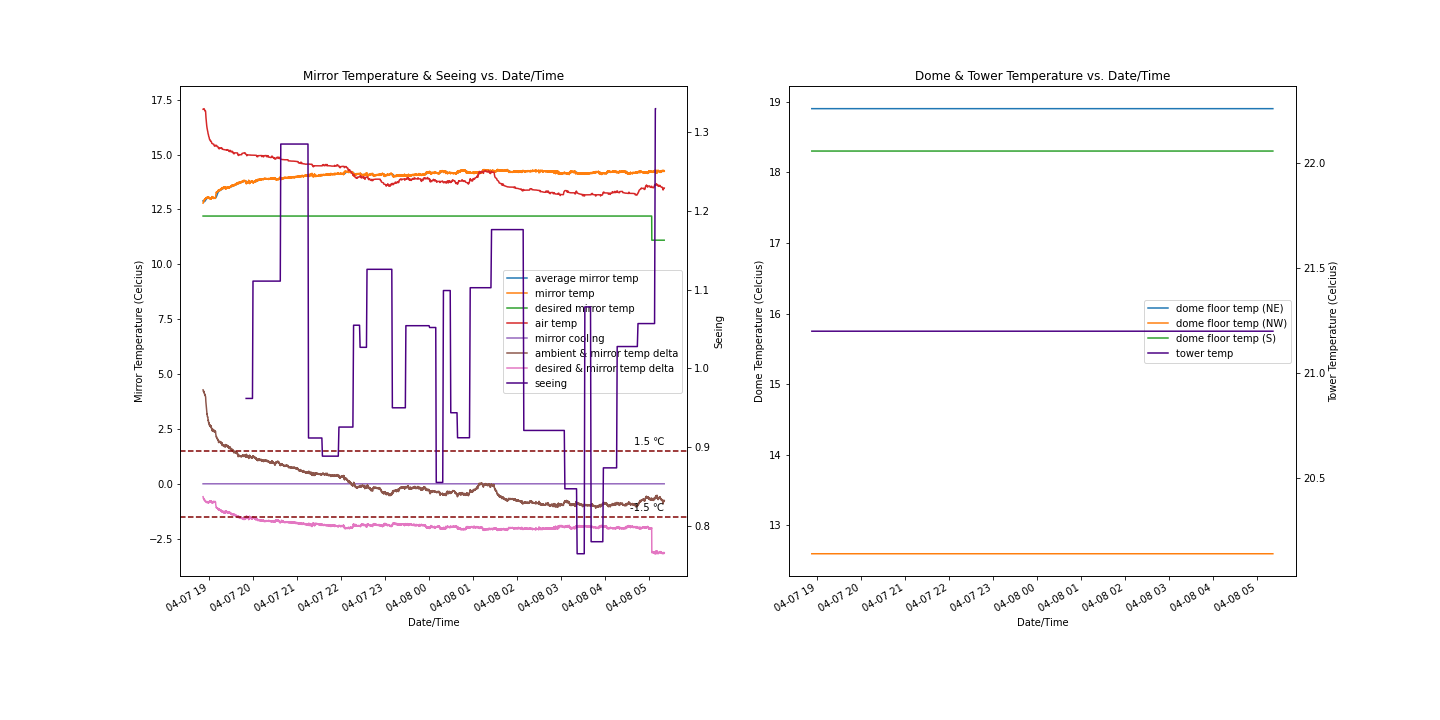 Mirror Temperature & Seeing vs. Date/Time
Mirror Temperature (Celcius)
17.5
15.0
12.5
10.0
7.5
5.0
2.5
0.0
−2.5
1.3
1.2
1.1
1.0
0.9
0.8
Seeing
average mirror temp
mirror temp
desired mirror temp
air temp
mirror cooling
ambient & mirror temp delta
desired & mirror temp delta
seeing
1.5 °C
-1.5 °C
04-07 19
04-07 20
04-07 21
04-07 22
04-07 23
04-08 00
04-08 01
04-08 02
04-08 03
04-08 04
04-08 05
Date/Time
Dome & Tower Temperature vs. Date/Time
Dome Temperature (Celcius)
19
18
17
16
15
14
13
22.0
21.5
21.0
20.5
Tower Temperature (Celcius)
dome floor temp (NE)
dome floor temp (NW)
dome floor temp (S)
tower temp
04-07 19
04-07 20
04-07 21
04-07 22
04-07 23
04-08 00
04-08 01
04-08 02
04-08 03
04-08 04
04-08 05
Date/Time